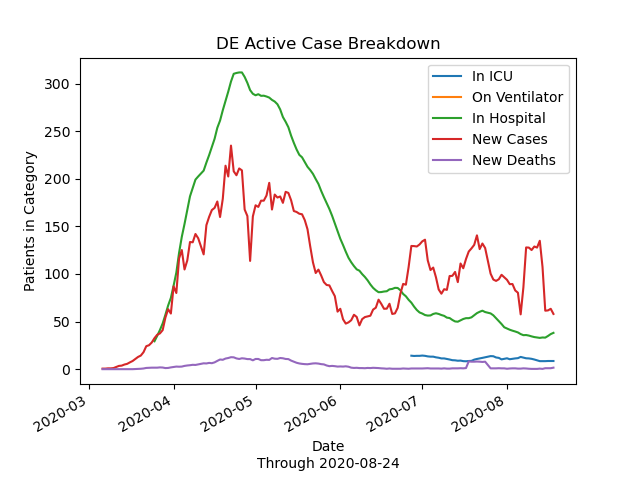 DE Active Case Breakdown
In ICU
On Ventilator
In Hospital
New Cases
New Deaths
Patients in Category
300
250
200
150
100
50
0
2020-03
2020-04
2020-05
2020-06
2020-07
2020-08
Date
Through 2020-08-24